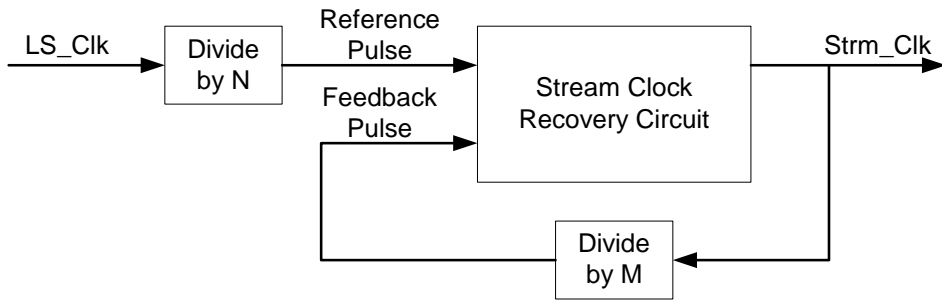 LS_Clk
Divide
by N
Reference
Pulse
Feedback
Pulse
Stream Clock
Recovery Circuit
Strm_Clk
Divide
by M